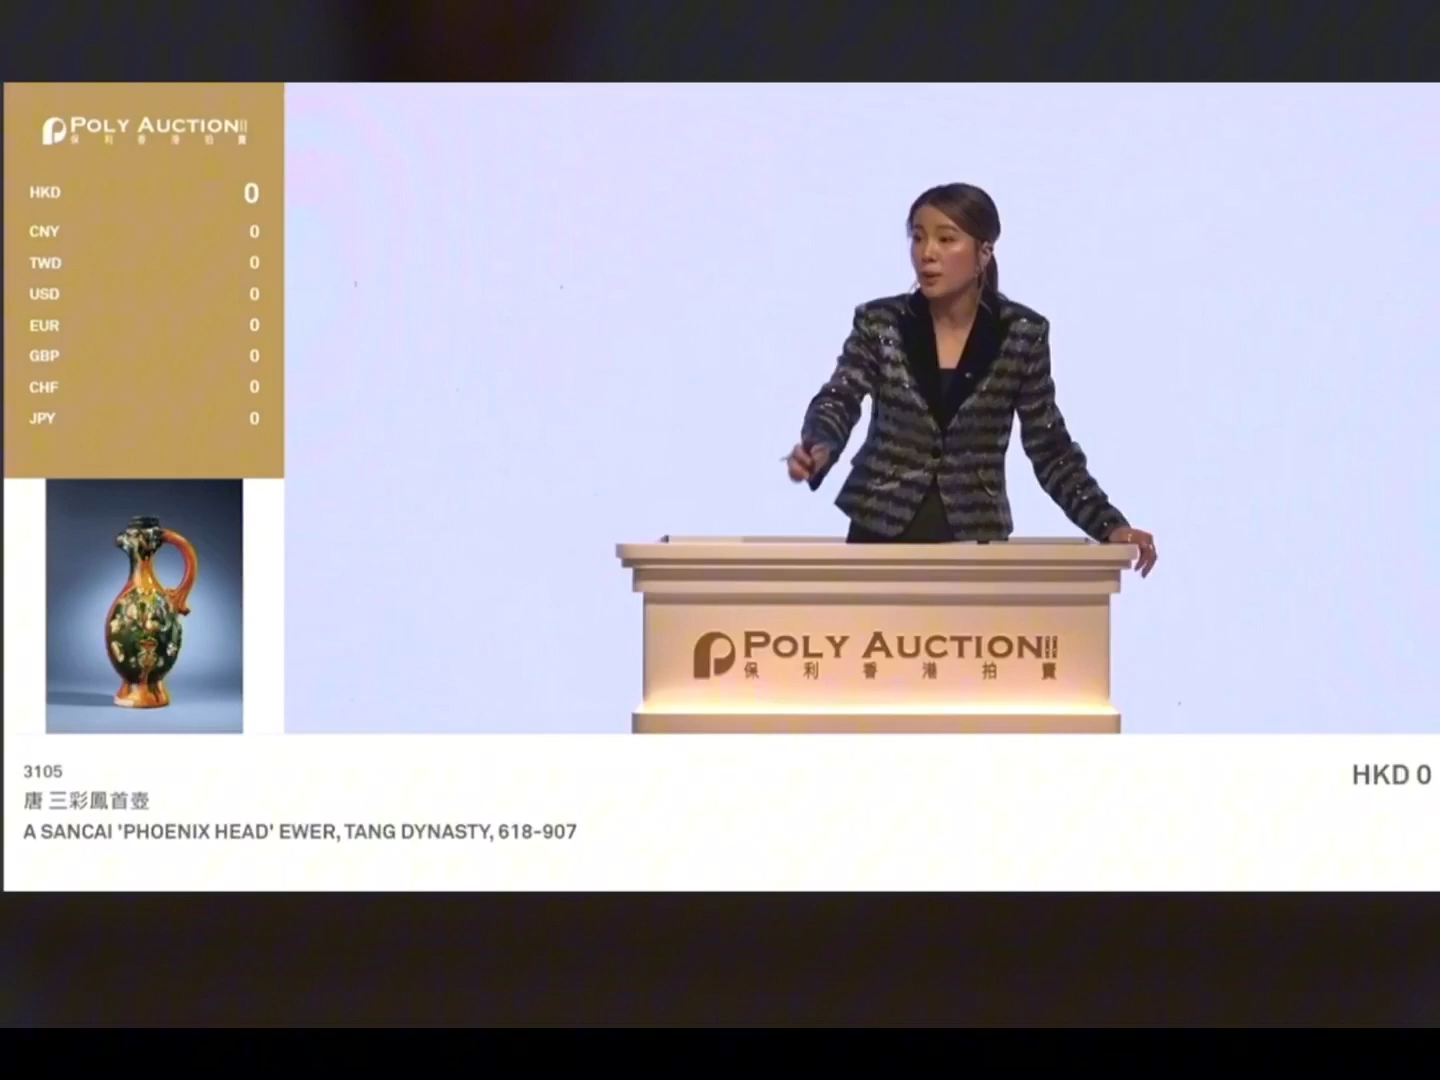 POLY AUCTION
保利香港拍賣
HKD 0
CNY 0
TWD 0
USD 0
EUR 0
GBP 0
CHF 0
JPY 0
POLY AUCTION
保利香港拍賣
3105
HKD 0
唐 三彩鳳首壺
A SANCAI 'PHOENIX HEAD' EWER, TANG DYNASTY, 618-907